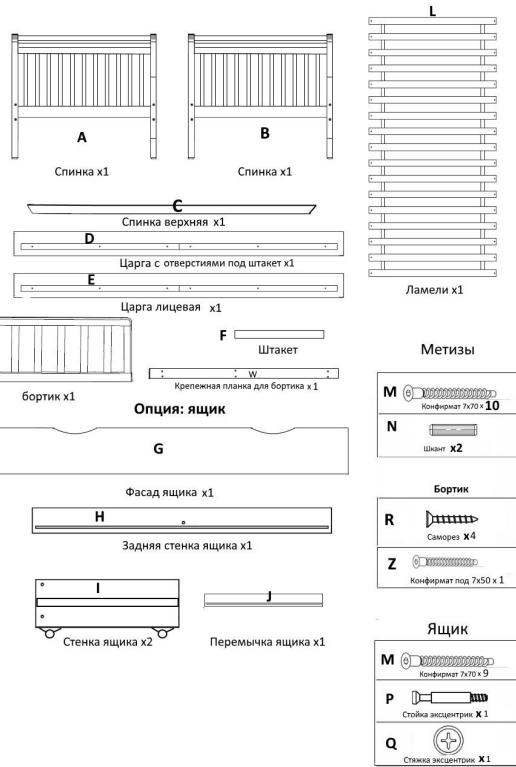 A
Спинка x1
B
Спинка x1
L
Ламели x1
C
Спинка верхняя x1
D
Царга с отверстиями под штакет x1
E
Царга лицевая x1
бортик x1
F
Штакет
W
Крепежная планка для бортика x 1
Опция: ящик
G
Фасад ящика x1
H
Задняя стенка ящика x1
I
Стенка ящика x2
J
Перемычка ящика x1
Метизы
M
Конфирмат 7x70 x 10
N
Шкант x2
Бортик
R
Саморез x4
Z
Конфирмат под 7x50 x 1
Ящик
M
Конфирмат 7x70 x 9
P
Стойка эксцентрик x 1
Q
Стяжка эксцентрик x1